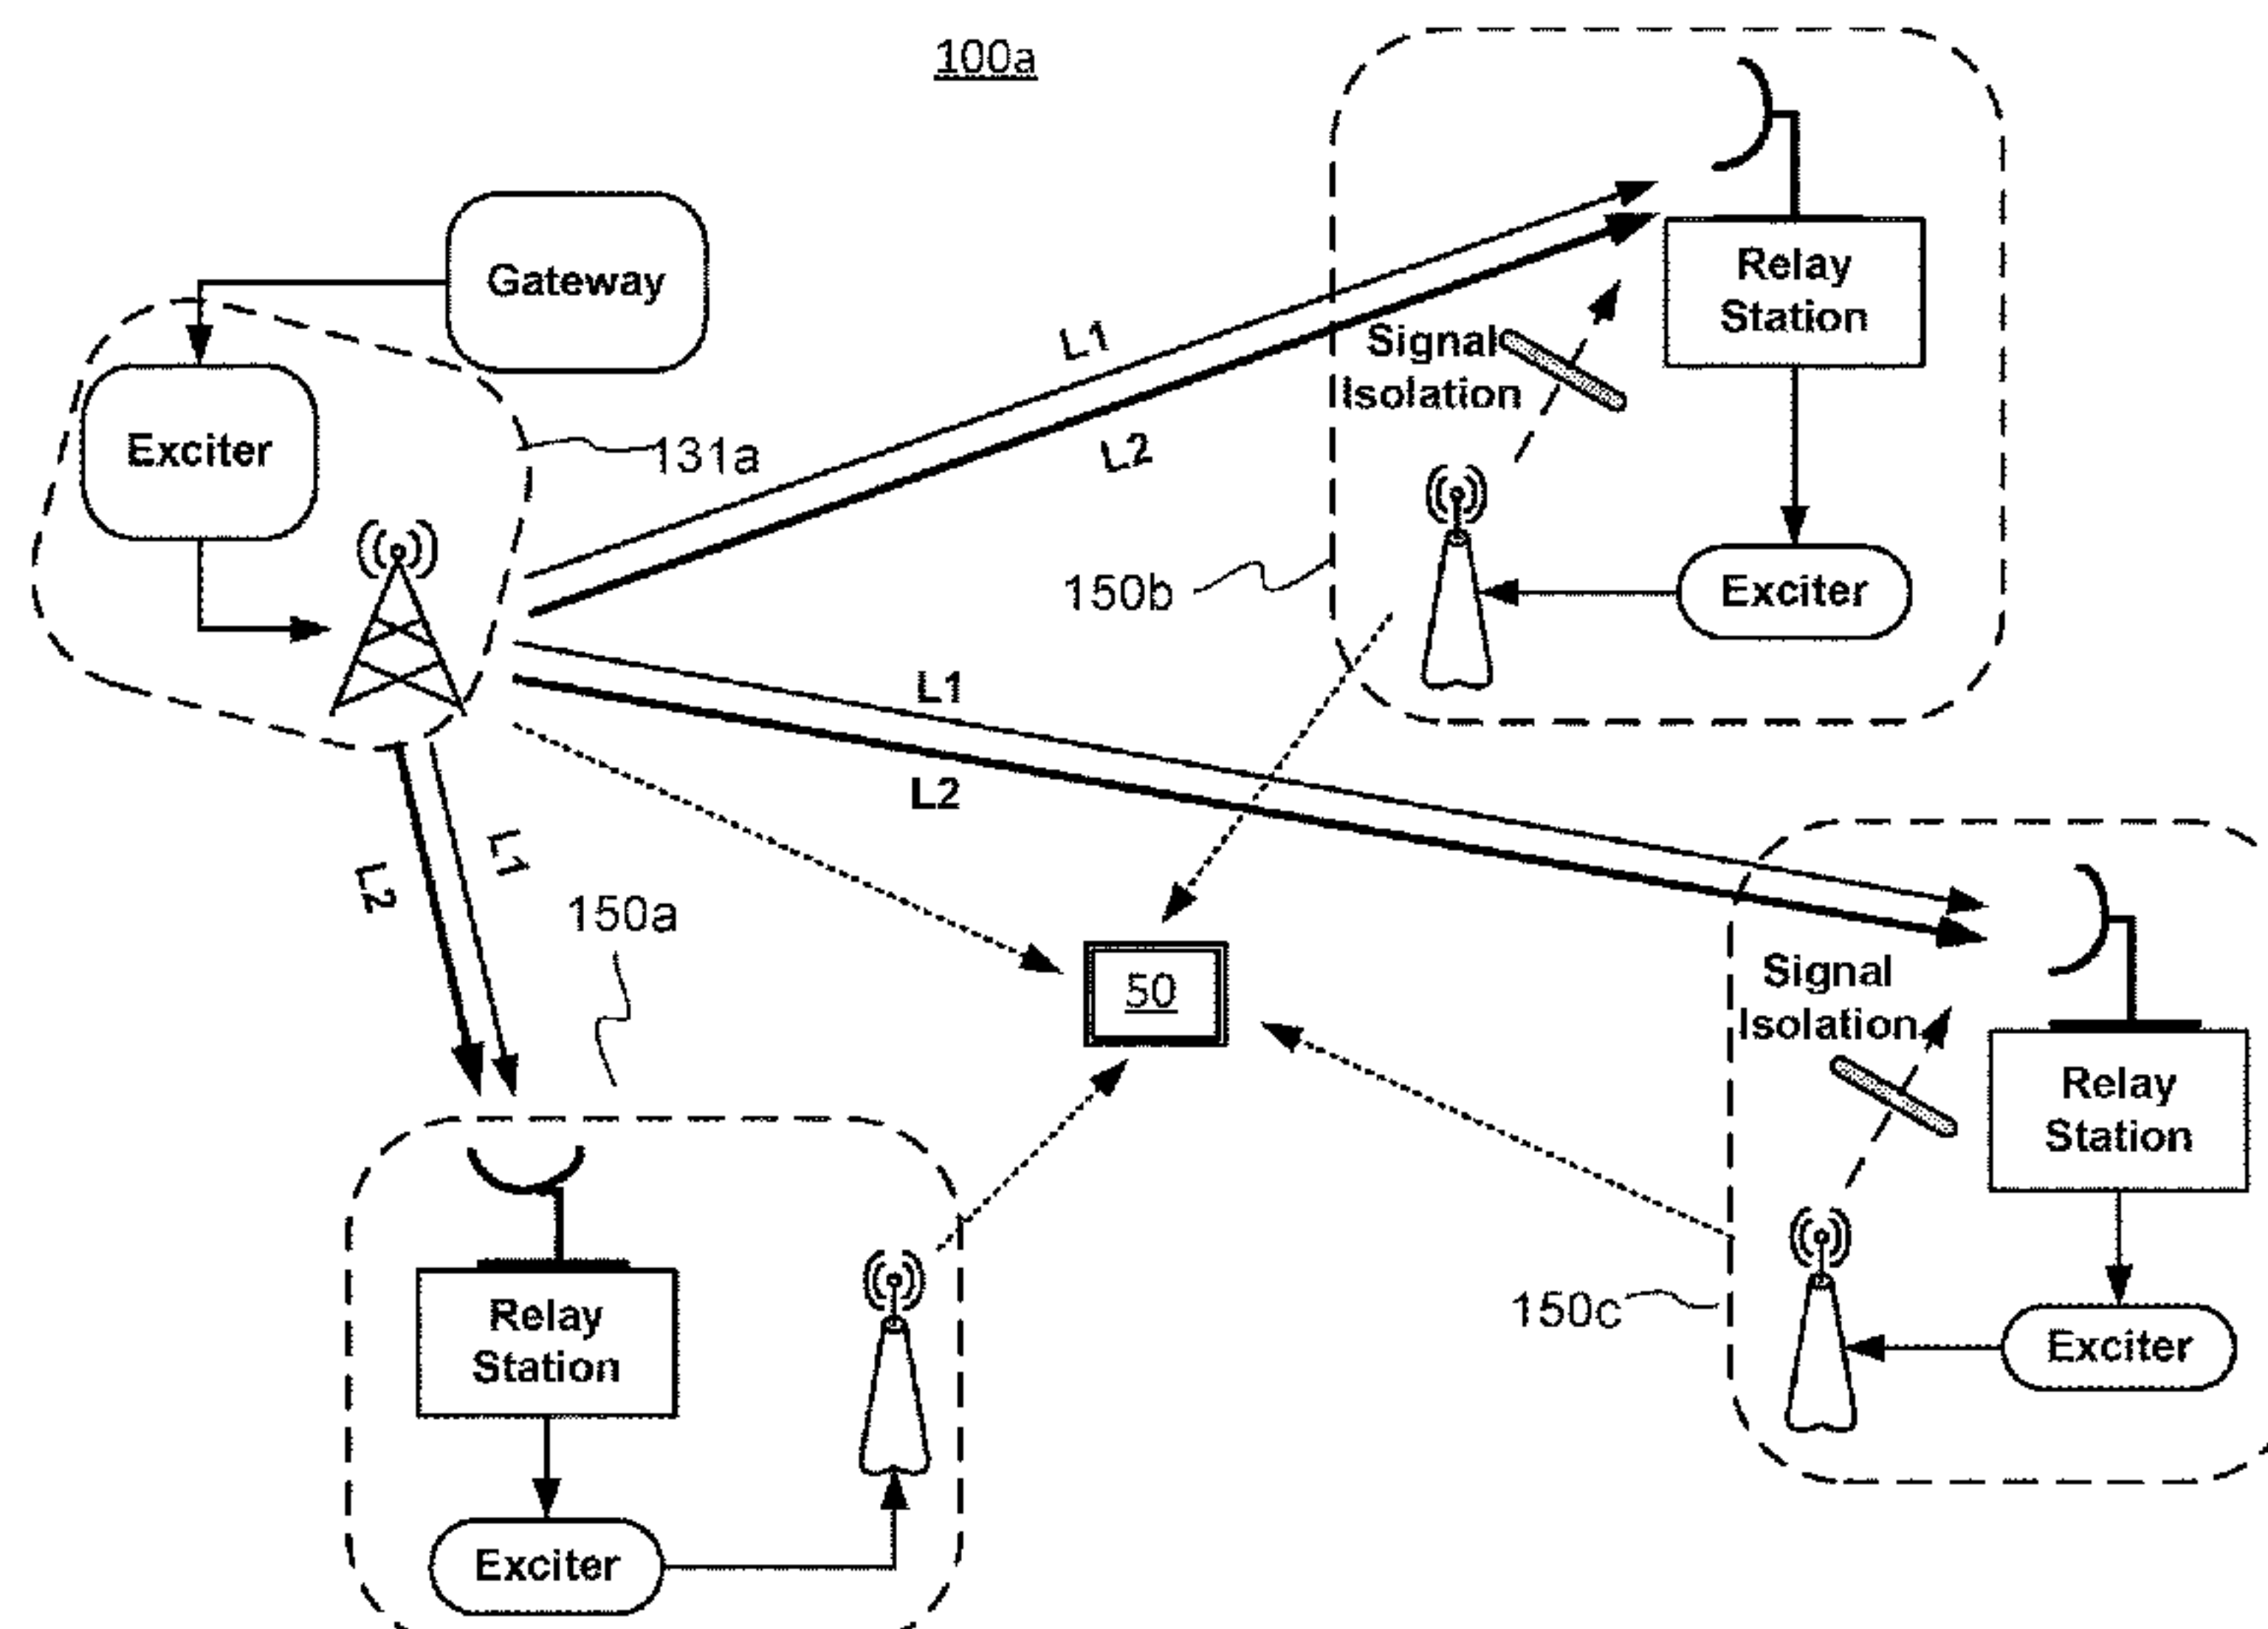 100a
Gateway
Relay
Station
L1
Signal
Isolation
Exciter
131a
L2
150b
Exciter
L1
L2
L1
L2
150a
50
Signal
Isolation
Relay
Station
150c
Exciter
Relay
Station
Exciter